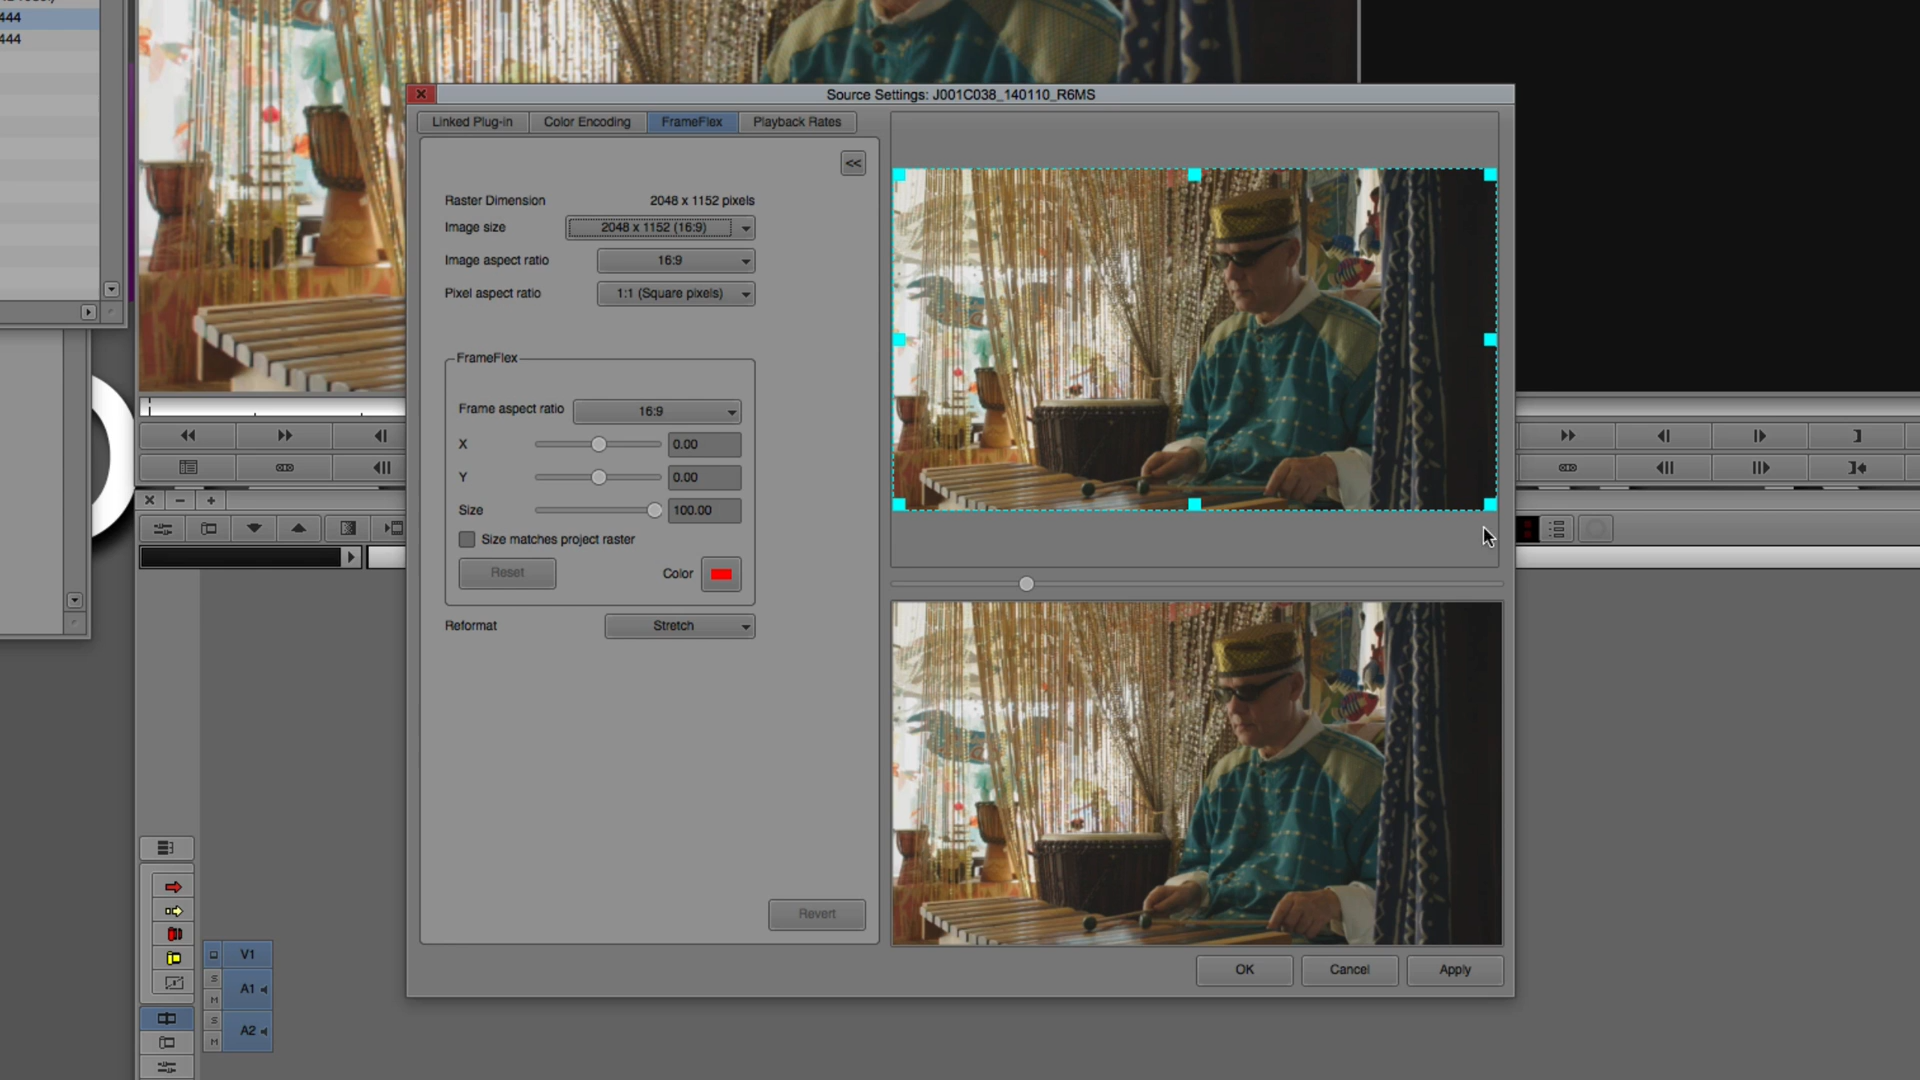 444
444
Source Settings: J001C038_140110_R6MS
Linked Plug-in Color Encoding FrameFlex Playback Rates
<<
Raster Dimension 2048 x 1152 pixels
Image size 2048 x 1152 (16:9)
Image aspect ratio 16:9
Pixel aspect ratio 1:1 (Square pixels)
FrameFlex
Frame aspect ratio 16:9
X 0.00
Y 0.00
Size 100.00
Size matches project raster
Reset Color
Reformat Stretch
Revert
OK Cancel Apply
V1
S
A1
M
S
A2
M